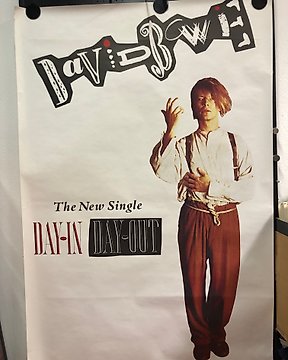 DaViD BoWiE
The New Single
DAY-IN DAY-OUT